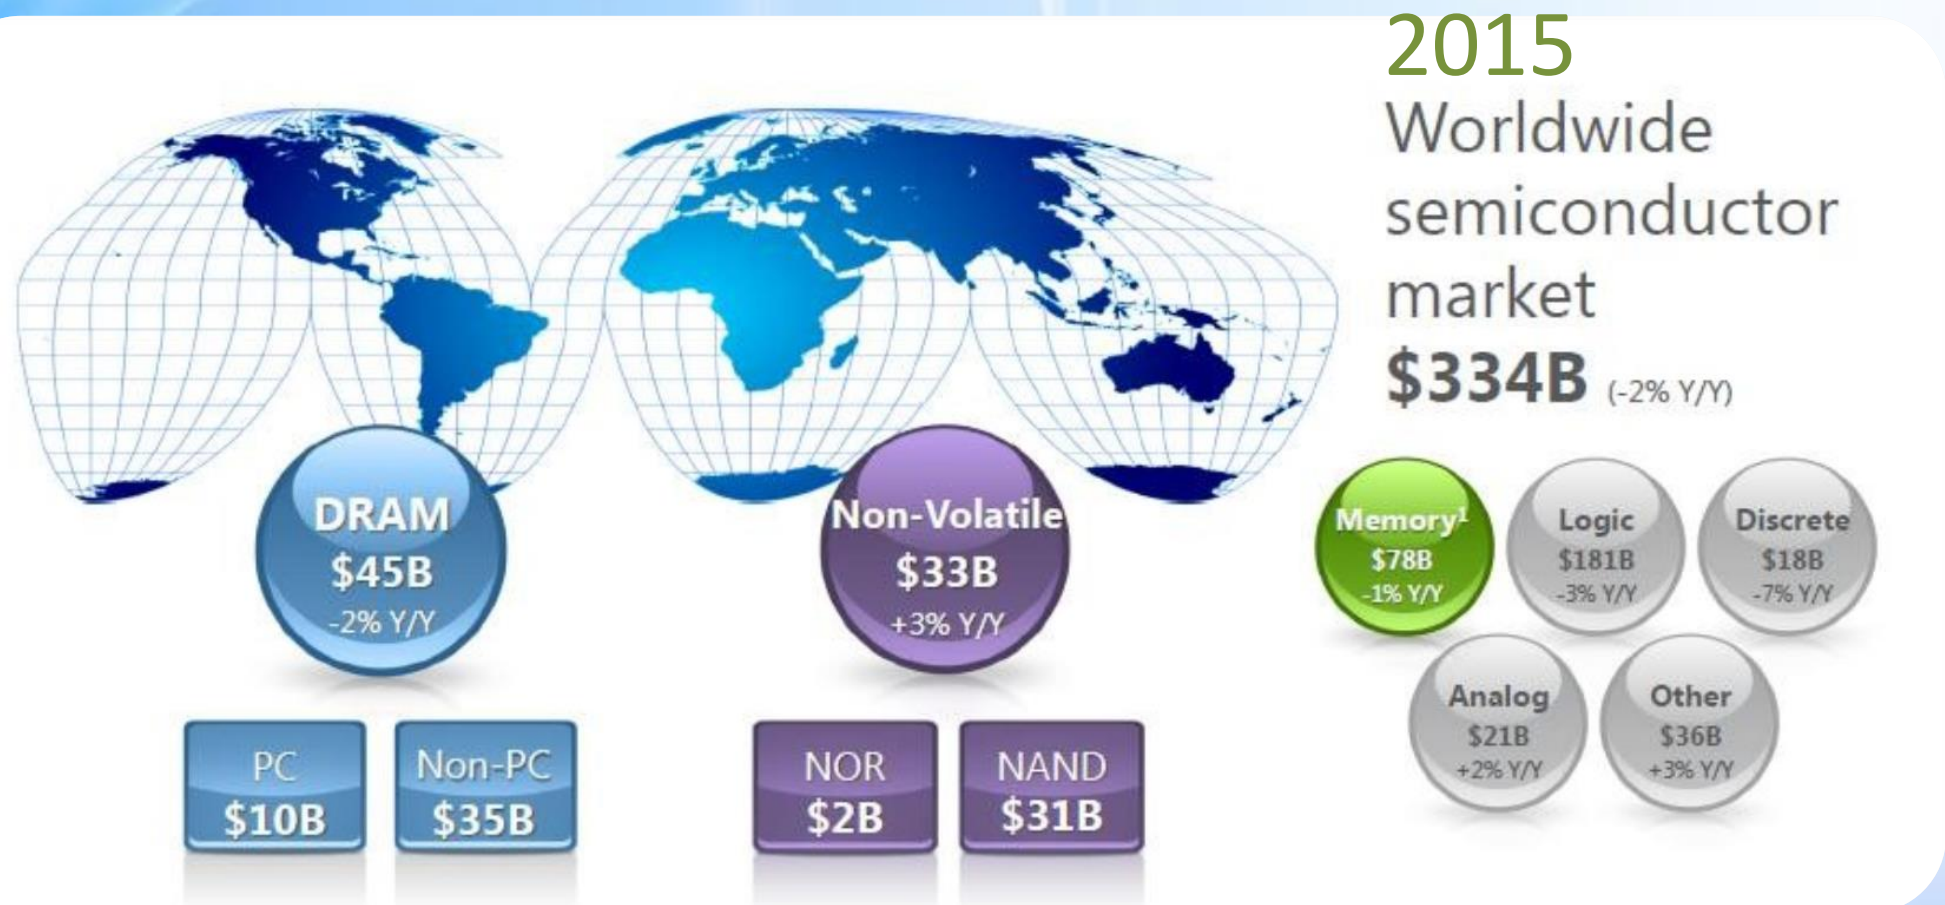 2015
Worldwide
semiconductor
market
$334B (-2% Y/Y)
DRAM
$45B
-2% Y/Y
Non-Volatile
$33B
+3% Y/Y
PC
$10B
Non-PC
$35B
NOR
$2B
NAND
$31B
Memory¹
$78B
-1% Y/Y
Logic
$181B
-3% Y/Y
Discrete
$18B
-7% Y/Y
Analog
$21B
+2% Y/Y
Other
$36B
+3% Y/Y